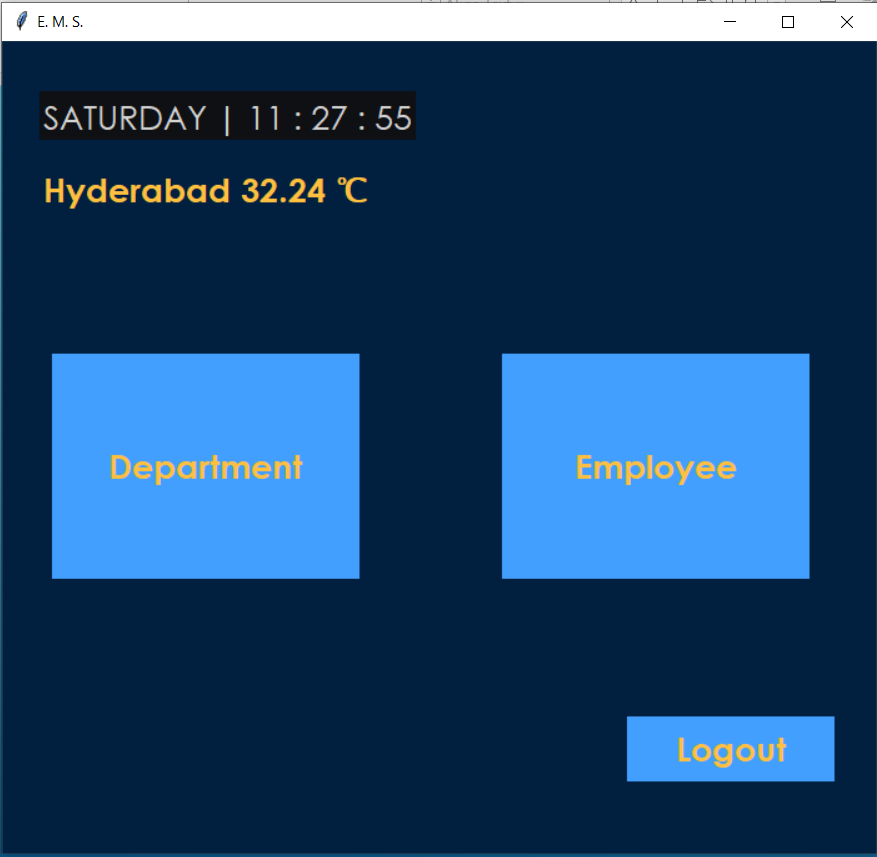 E. M. S.
SATURDAY | 11 : 27 : 55
Hyderabad 32.24 ℃
Department
Employee
Logout